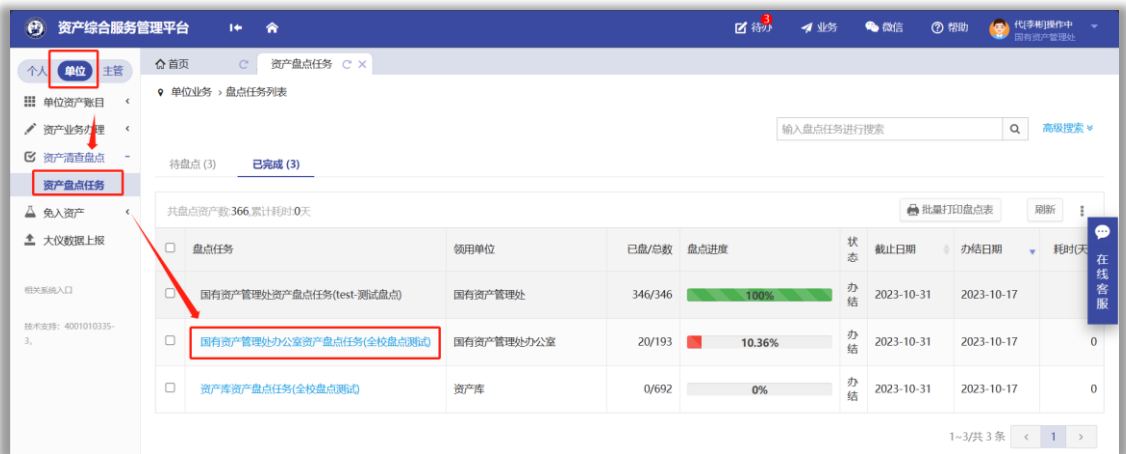 资产综合服务管理平台
待办
3
业务
微信
帮助
代[李彬]操作中
国有资产管理处
个人 单位 主管
首页
资产盘点任务
单位资产账目
资产业务办理
资产清查盘点
资产盘点任务
免入资产
大仪数据上报
相关系统入口
技术支持：4001010335-
3。
单位业务 › 盘点任务列表
输入盘点任务进行搜索
高级搜索
待盘点 (3) 已完成 (3)
共盘点资产数:366,累计耗时:0天
批量打印盘点表
刷新
盘点任务 领用单位 已盘/总数 盘点进度 状态 截止日期 办结日期 耗时(天
国有资产管理处资产盘点任务(test-测试盘点) 国有资产管理处 346/346 100% 办结 2023-10-31 2023-10-17
国有资产管理处办公室资产盘点任务(全校盘点测试) 国有资产管理处办公室 20/193 10.36% 办结 2023-10-31 2023-10-17 0
资产库资产盘点任务(全校盘点测试) 资产库 0/692 0% 办结 2023-10-31 2023-10-17 0
1~3/共 3 条 ‹ 1 ›
在线客服